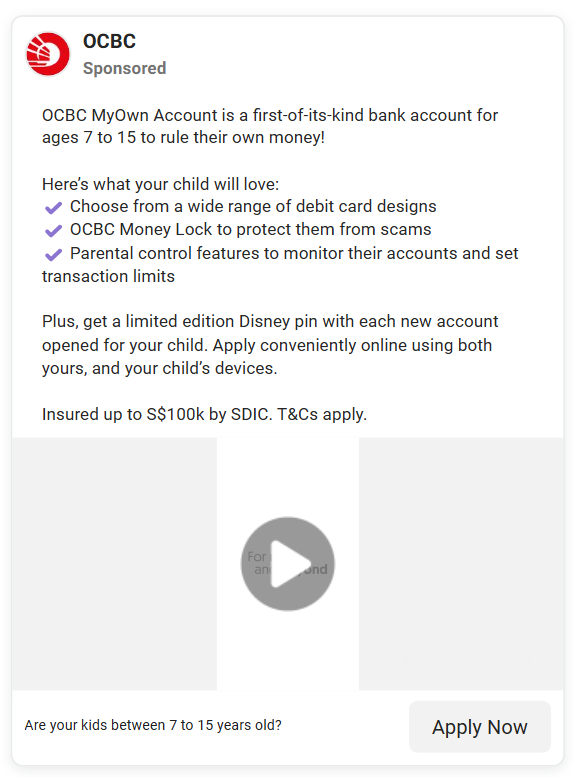 OCBC
Sponsored
OCBC MyOwn Account is a first-of-its-kind bank account for
ages 7 to 15 to rule their own money!
Here’s what your child will love:
✔ Choose from a wide range of debit card designs
✔ OCBC Money Lock to protect them from scams
✔ Parental control features to monitor their accounts and set
transaction limits
Plus, get a limited edition Disney pin with each new account
opened for your child. Apply conveniently online using both
yours, and your child’s devices.
Insured up to S$100k by SDIC. T&Cs apply.
For
Are your kids between 7 to 15 years old?
Apply Now